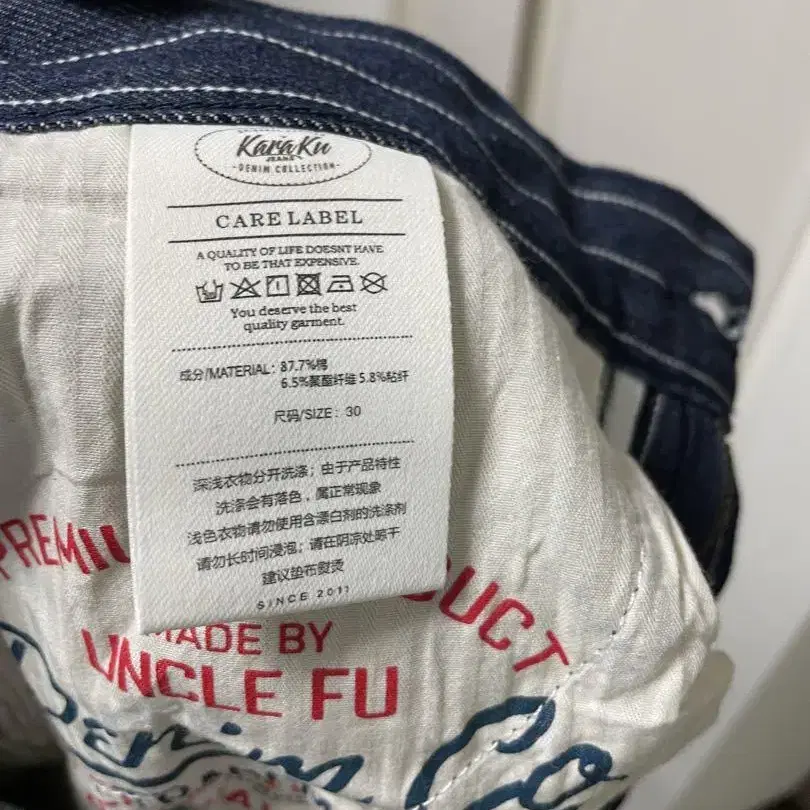 KaraKu
JEANS
-DENIM COLLECTION-
CARE LABEL
A QUALITY OF LIFE DOESNT HAVE
TO BE THAT EXPENSIVE.
You deserve the best
quality garment.
成分/MATERIAL: 87.7%棉
6.5%聚酯纤维 5.8%粘纤
尺码/SIZE: 30
深浅衣物分开洗涤；由于产品特性
洗涤会有落色，属正常现象
浅色衣物请勿使用含漂白剂的洗涤剂
请勿长时间浸泡；请在阴凉处晾干
建议垫布熨烫
SINCE 2011
PREMIU
DUCT
MADE BY
UNCLE FU
Denim Co